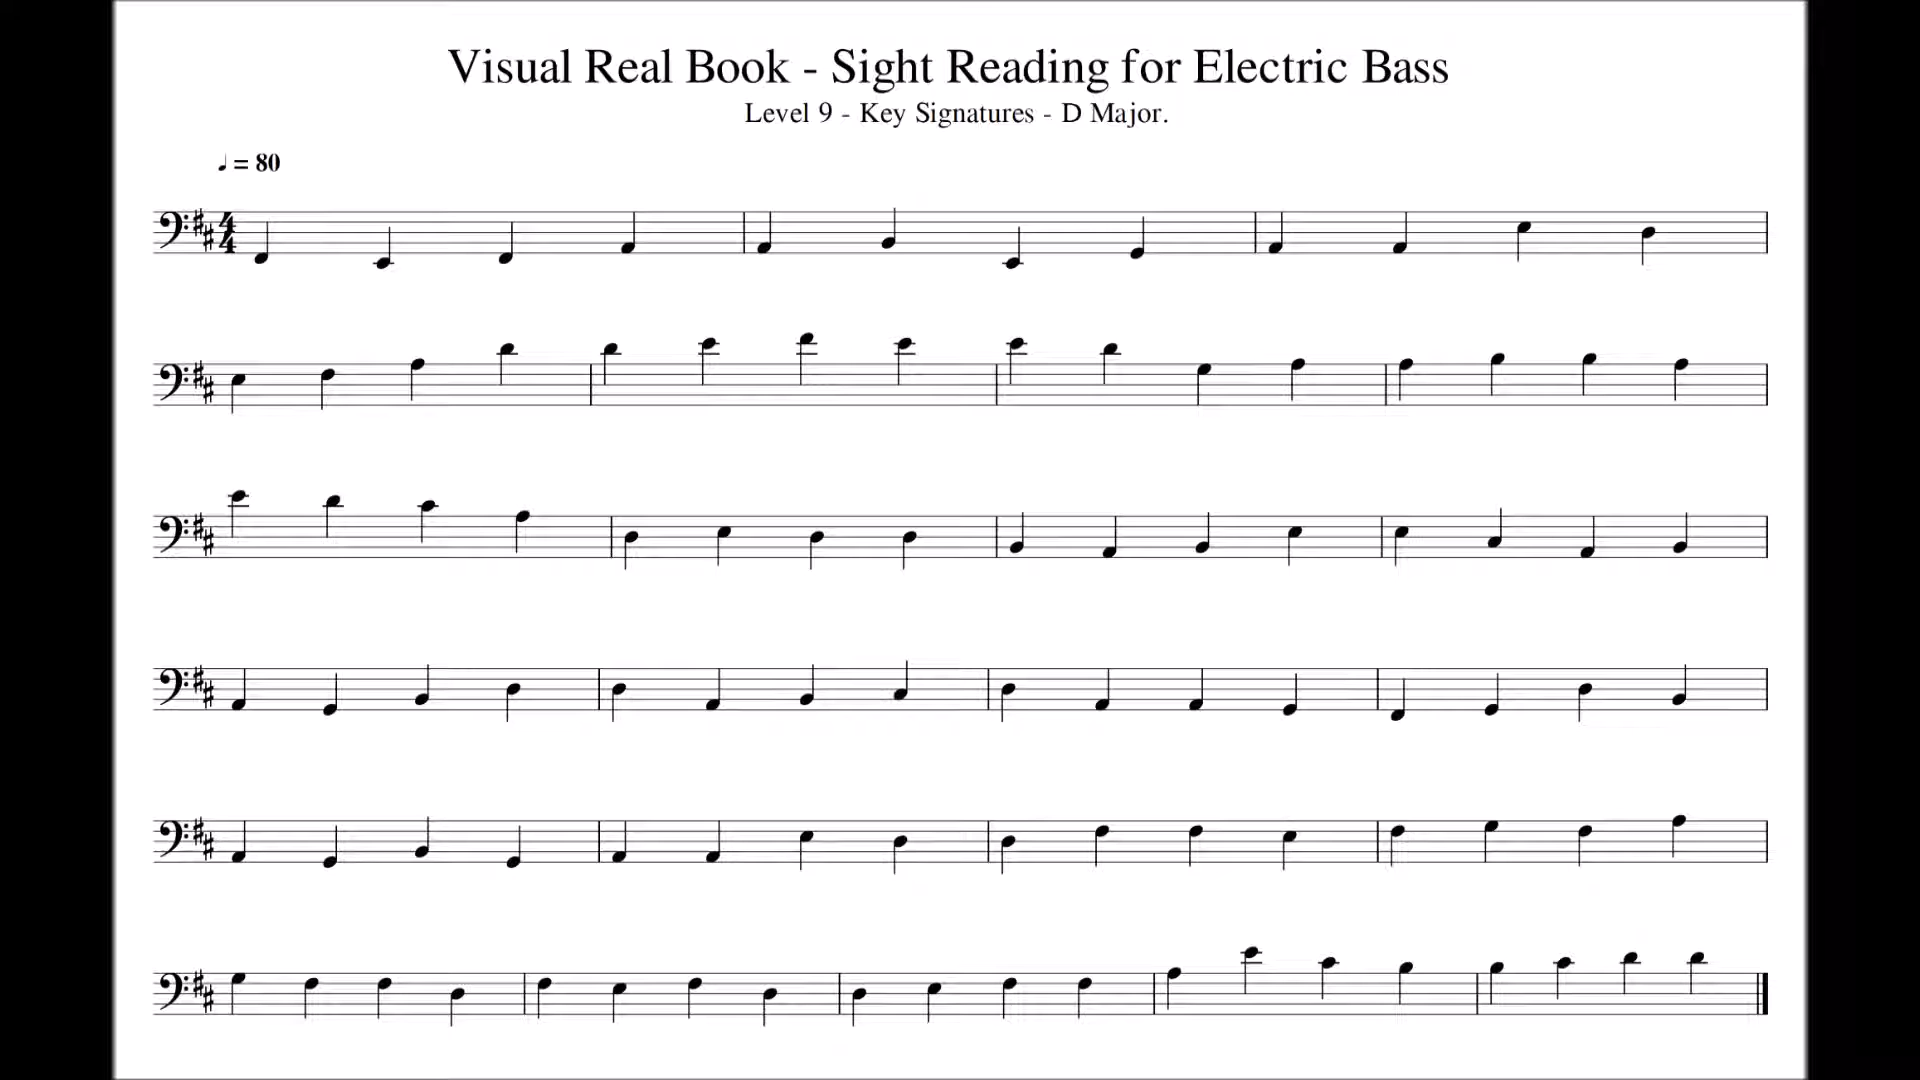 Visual Real Book - Sight Reading for Electric Bass
Level 9 - Key Signatures - D Major.
♩ = 80
4
4